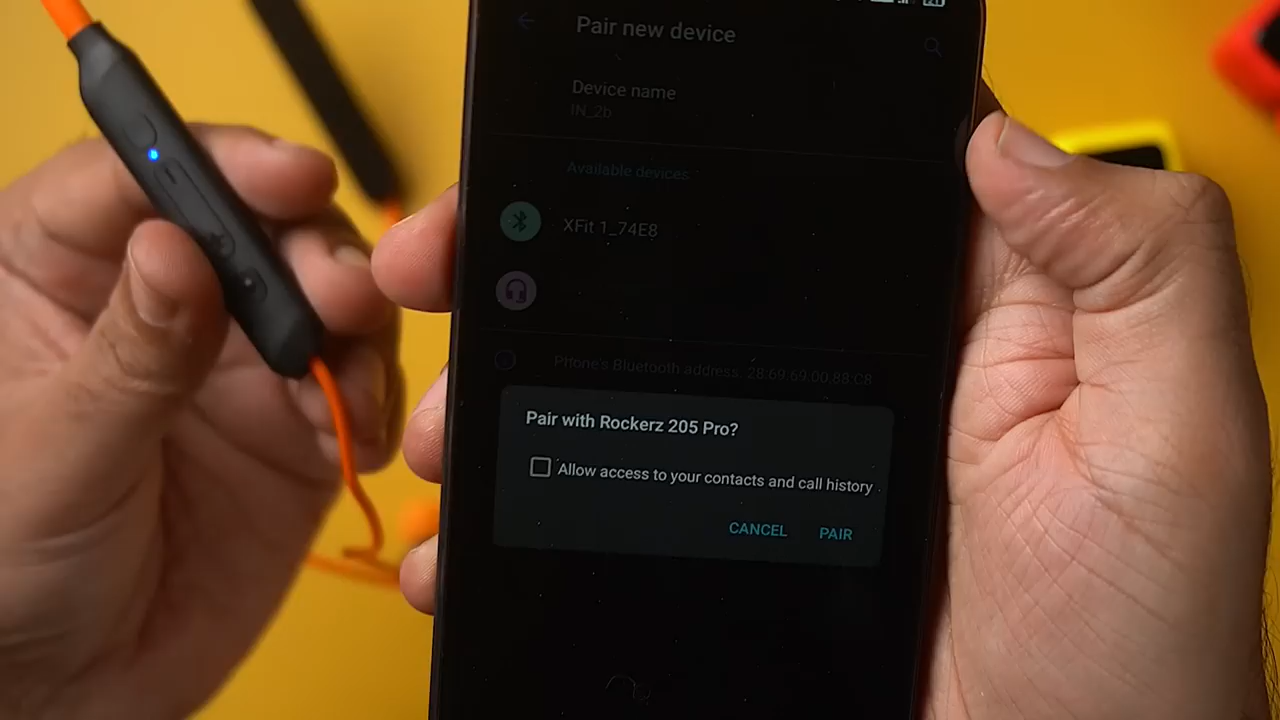 Pair new device
Device name
IN_2b
Available devices
XFit 1_74E8
Phone's Bluetooth address: 28:69:69:00:88:C8
Pair with Rockerz 205 Pro?
Allow access to your contacts and call history
CANCEL PAIR